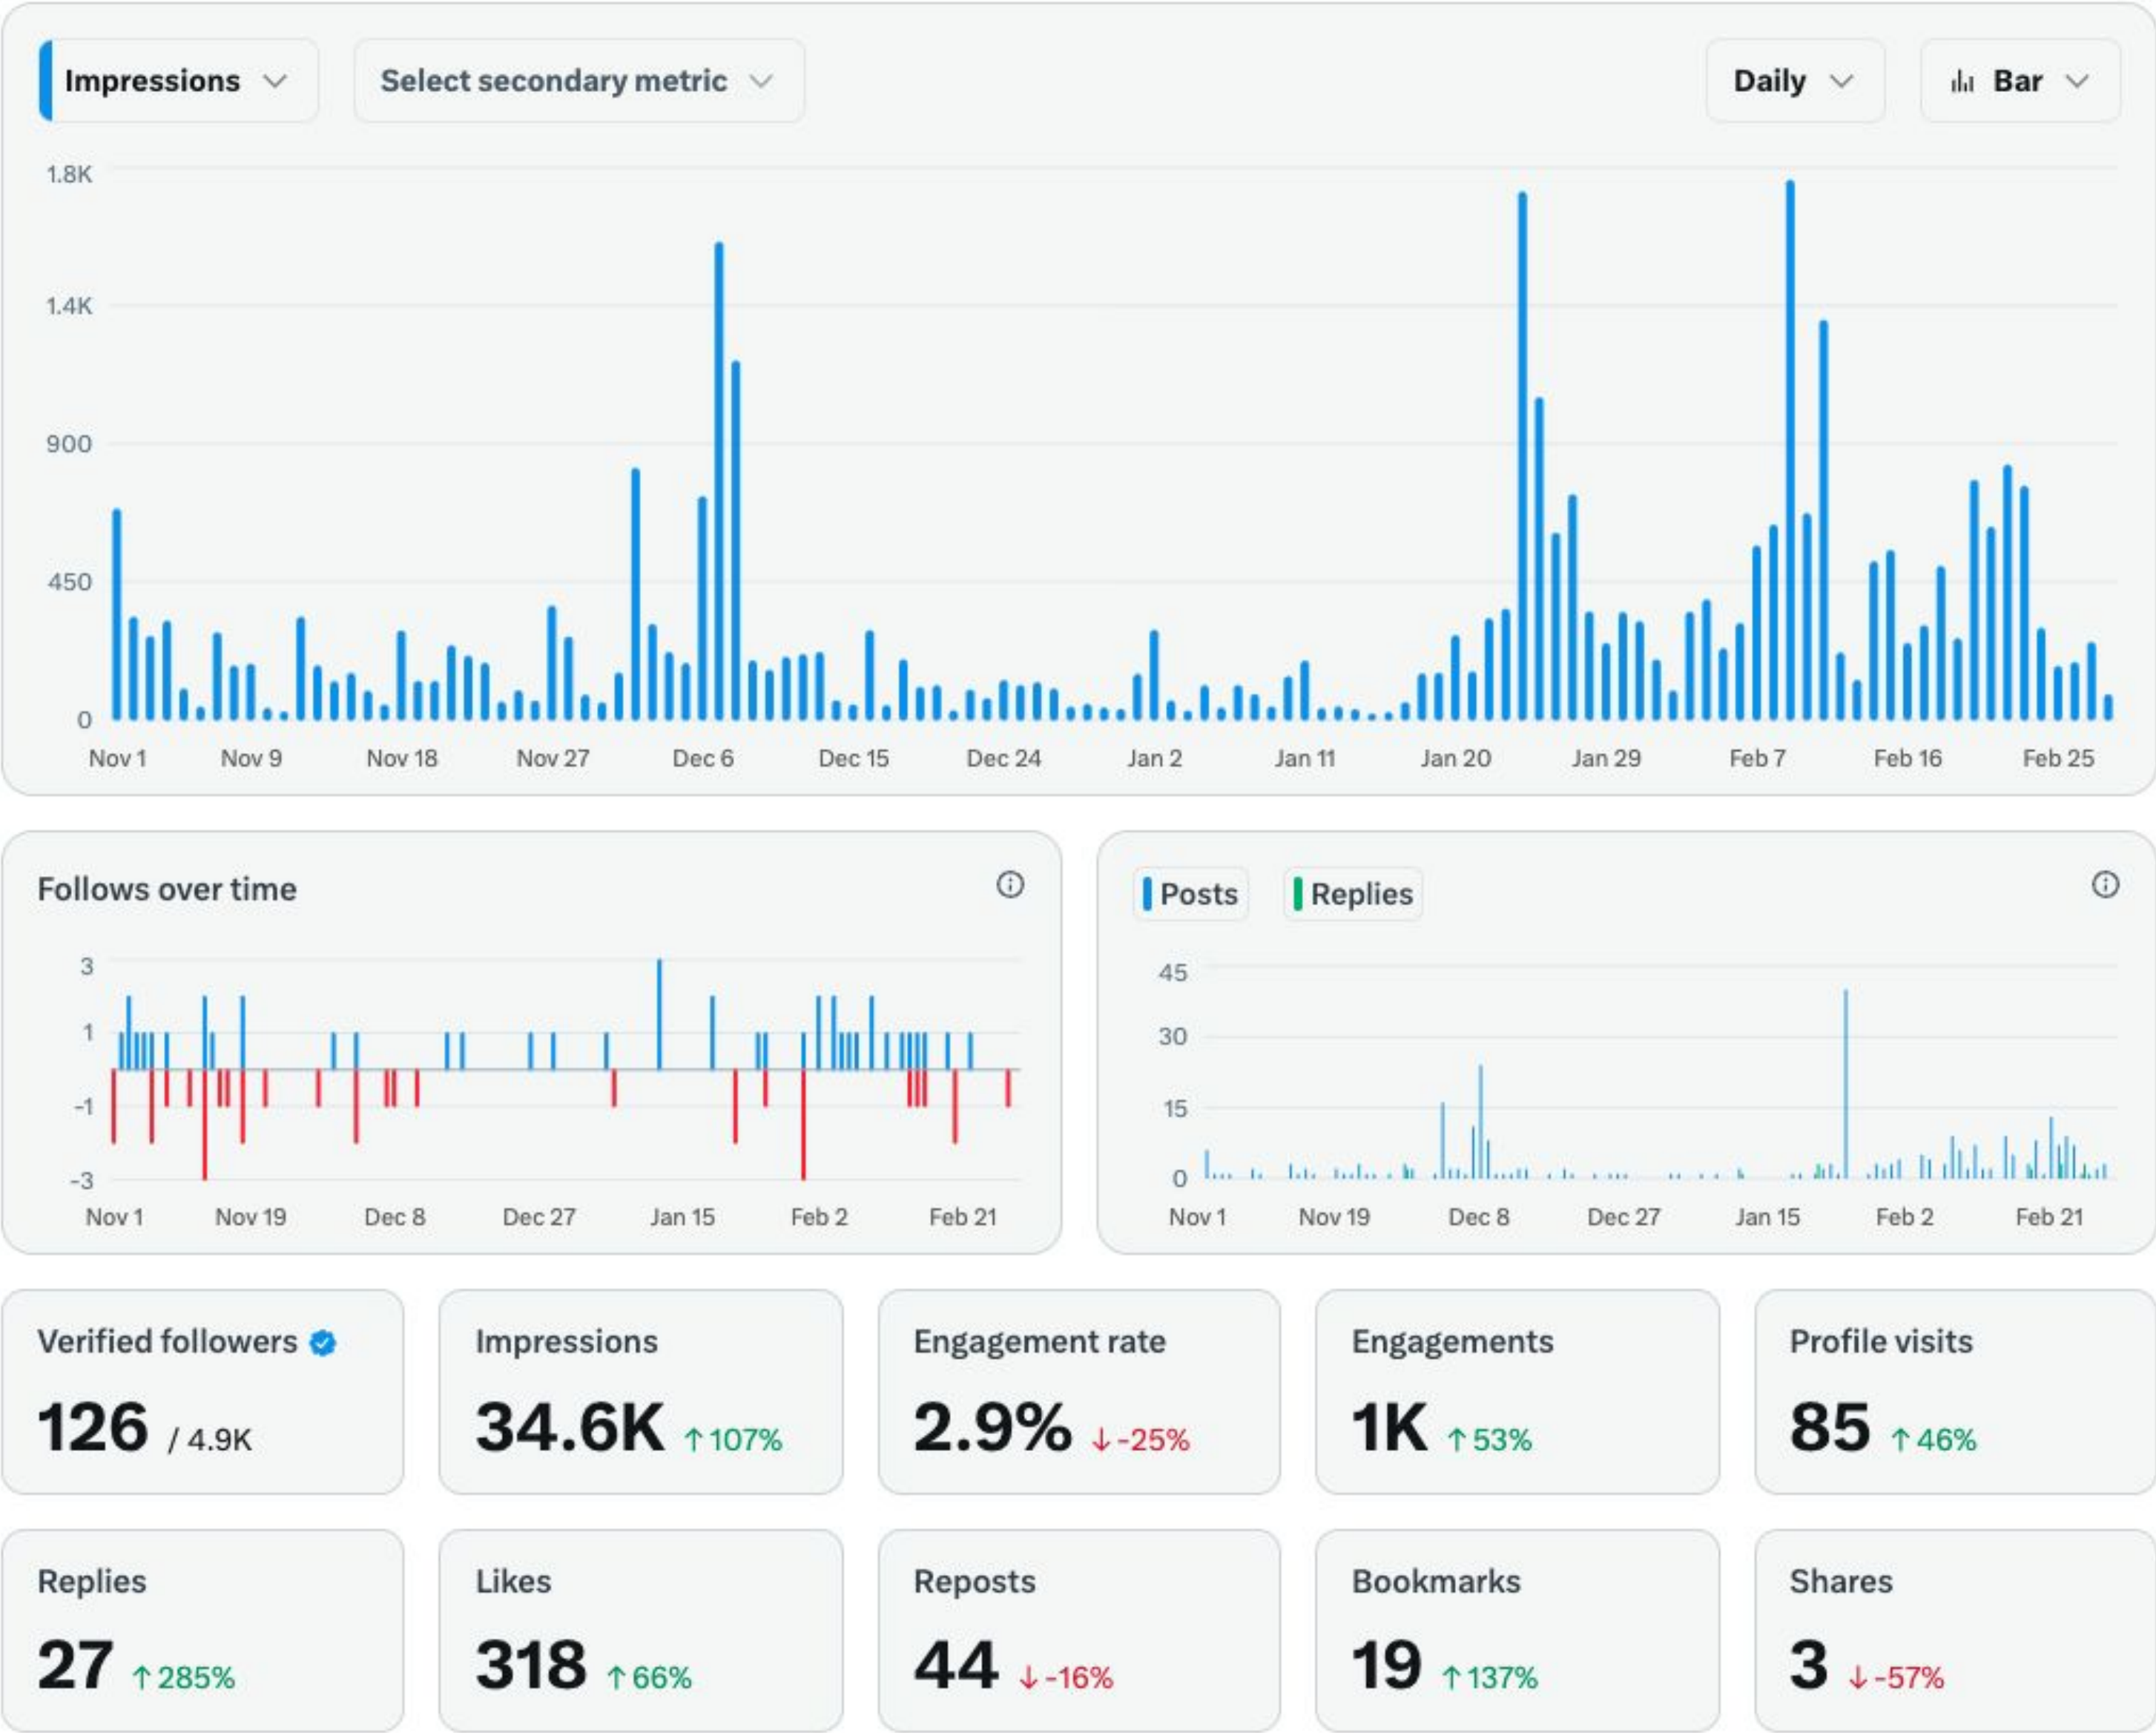 Impressions
Select secondary metric
Daily
Bar
1.8K
1.4K
900
450
0
Nov 1 Nov 9 Nov 18 Nov 27 Dec 6 Dec 15 Dec 24 Jan 2 Jan 11 Jan 20 Jan 29 Feb 7 Feb 16 Feb 25
Follows over time
3
1
-1
-3
Nov 1 Nov 19 Dec 8 Dec 27 Jan 15 Feb 2 Feb 21
Posts Replies
45
30
15
0
Nov 1 Nov 19 Dec 8 Dec 27 Jan 15 Feb 2 Feb 21
Verified followers
126 / 4.9K
Impressions
34.6K ↑107%
Engagement rate
2.9% ↓-25%
Engagements
1K ↑53%
Profile visits
85 ↑46%
Replies
27 ↑285%
Likes
318 ↑66%
Reposts
44 ↓-16%
Bookmarks
19 ↑137%
Shares
3 ↓-57%